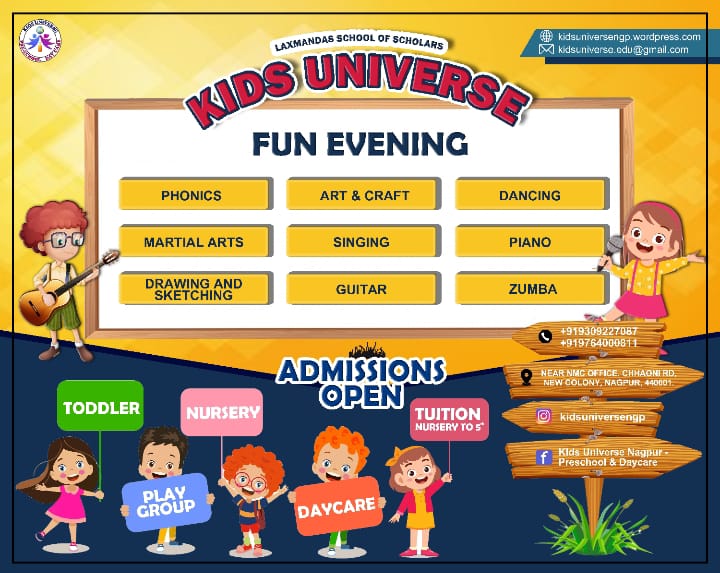 KIDS UNIVERSE
PRESCHOOL DAYCARE
LAXMANDAS SCHOOL OF SCHOLARS
KIDS UNIVERSE
kidsuniversengp.wordpress.com
kidsuniverse.edu@gmail.com
FUN EVENING
PHONICS
ART & CRAFT
DANCING
MARTIAL ARTS
SINGING
PIANO
DRAWING AND
SKETCHING
GUITAR
ZUMBA
+919309227087
+919764000811
NEAR NMC OFFICE, CHHAONI RD,
NEW COLONY, NAGPUR, 440001.
kidsuniversengp
Kids Universe Nagpur -
Preschool & Daycare
ADMISSIONS
OPEN
TODDLER
NURSERY
TUITION
NURSERY TO 5
PLAY
GROUP
DAYCARE